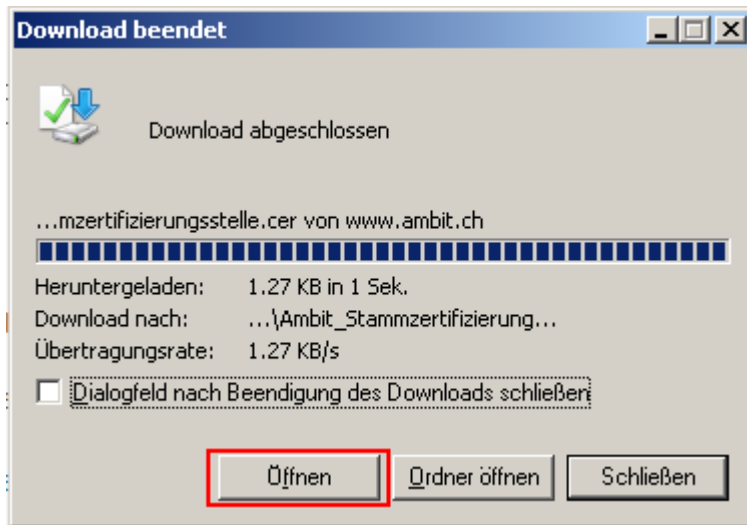 Download beendet
Download abgeschlossen
...mzertifizierungsstelle.cer von www.ambit.ch
Heruntergeladen: 1.27 KB in 1 Sek.
Download nach: ...\Ambit_Stammzertifizierung...
Übertragungsrate: 1.27 KB/s
Dialogfeld nach Beendigung des Downloads schließen
Öffnen Ordner öffnen Schließen